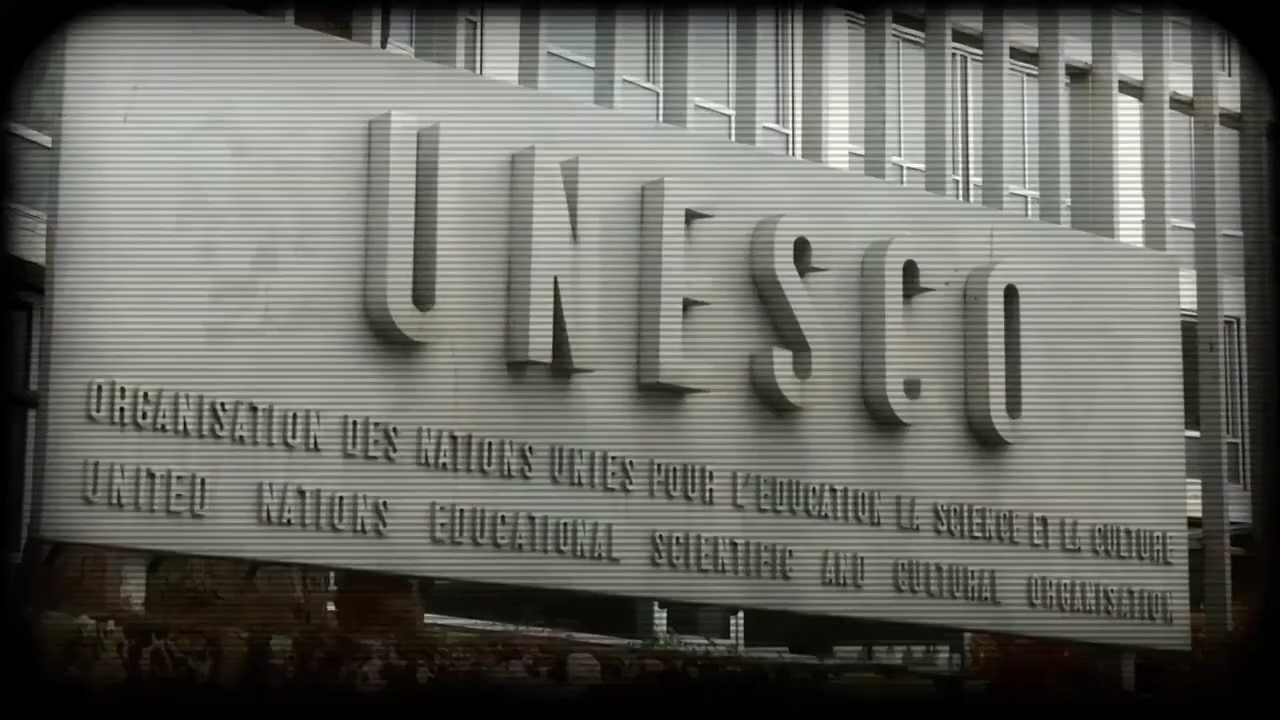 UNESCO
ORGANISATION DES NATIONS UNIES POUR L'EDUCATION LA SCIENCE ET LA CULTURE
UNITED NATIONS EDUCATIONAL SCIENTIFIC AND CULTURAL ORGANISATION